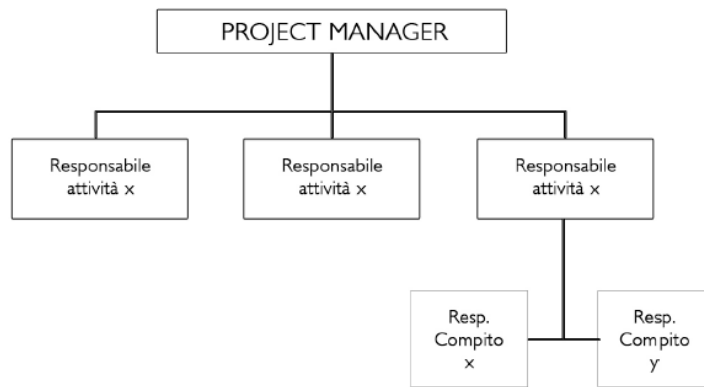 PROJECT MANAGER
Responsabile
attività x
Responsabile
attività x
Responsabile
attività x
Resp.
Compito
x
Resp.
Compito
y